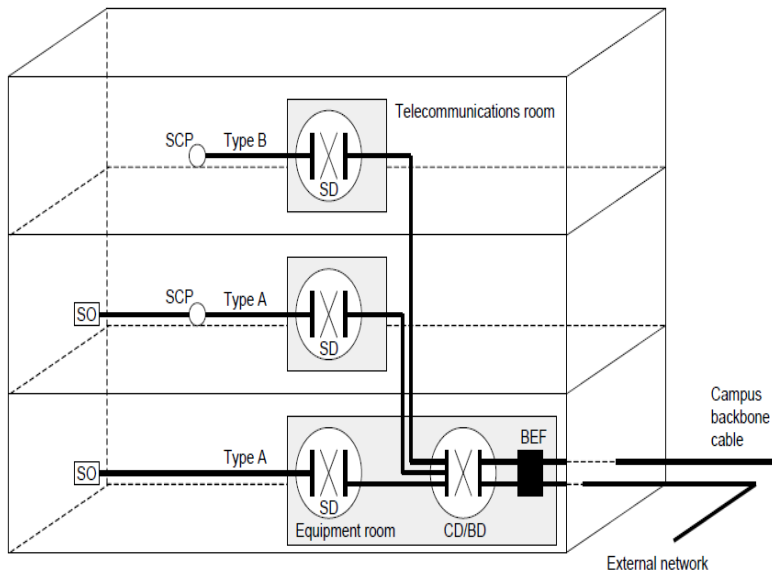 Telecommunications room
SCP
Type B
SD
SO
SCP
Type A
SD
Campus
backbone
cable
SO
Type A
SD
BEF
Equipment room
CD/BD
External network